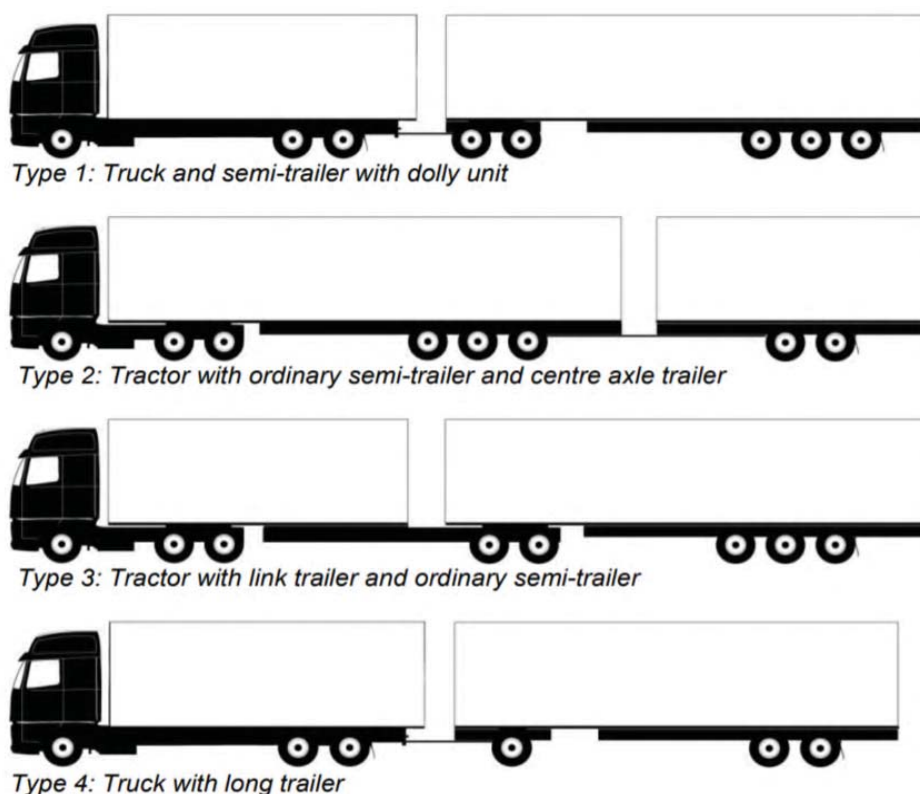 Type 1: Truck and semi-trailer with dolly unit
Type 2: Tractor with ordinary semi-trailer and centre axle trailer
Type 3: Tractor with link trailer and ordinary semi-trailer
Type 4: Truck with long trailer